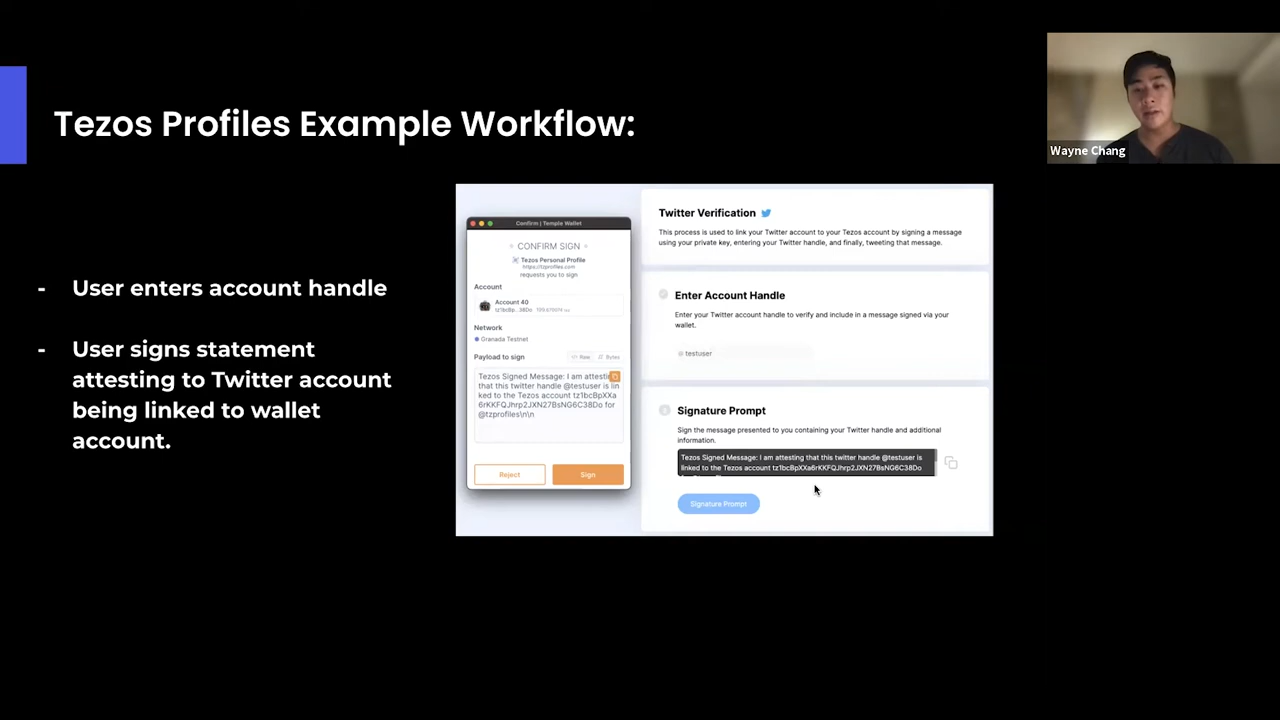 Tezos Profiles Example Workflow:
Wayne Chang
- User enters account handle
- User signs statement
attesting to Twitter account
being linked to wallet
account.
Confirm | Temple Wallet
CONFIRM SIGN
Tezos Personal Profile
https://tzprofiles.com
requests you to sign
Account
Account 40
tz1bcBp...38Do
Network
Granada Testnet
Payload to sign
Raw
Bytes
Tezos Signed Message: I am attesting
that this twitter handle @testuser is lin
ked to the Tezos account tz1bcBpXXa
6rKKFQJhrp2JXN27BsNG6C38Do for
@tzprofiles\n\n
Reject
Sign
Twitter Verification
This process is used to link your Twitter account to your Tezos account by signing a message
using your private key, entering your Twitter handle, and finally, tweeting that message.
Enter Account Handle
Enter your Twitter account handle to verify and include in a message signed via your
wallet.
@ testuser
Signature Prompt
Sign the message presented to you containing your Twitter handle and additional
information.
Tezos Signed Message: I am attesting that this twitter handle @testuser is
linked to the Tezos account tz1bcBpXXa6rKKFQJhrp2JXN27BsNG6C38Do
Signature Prompt